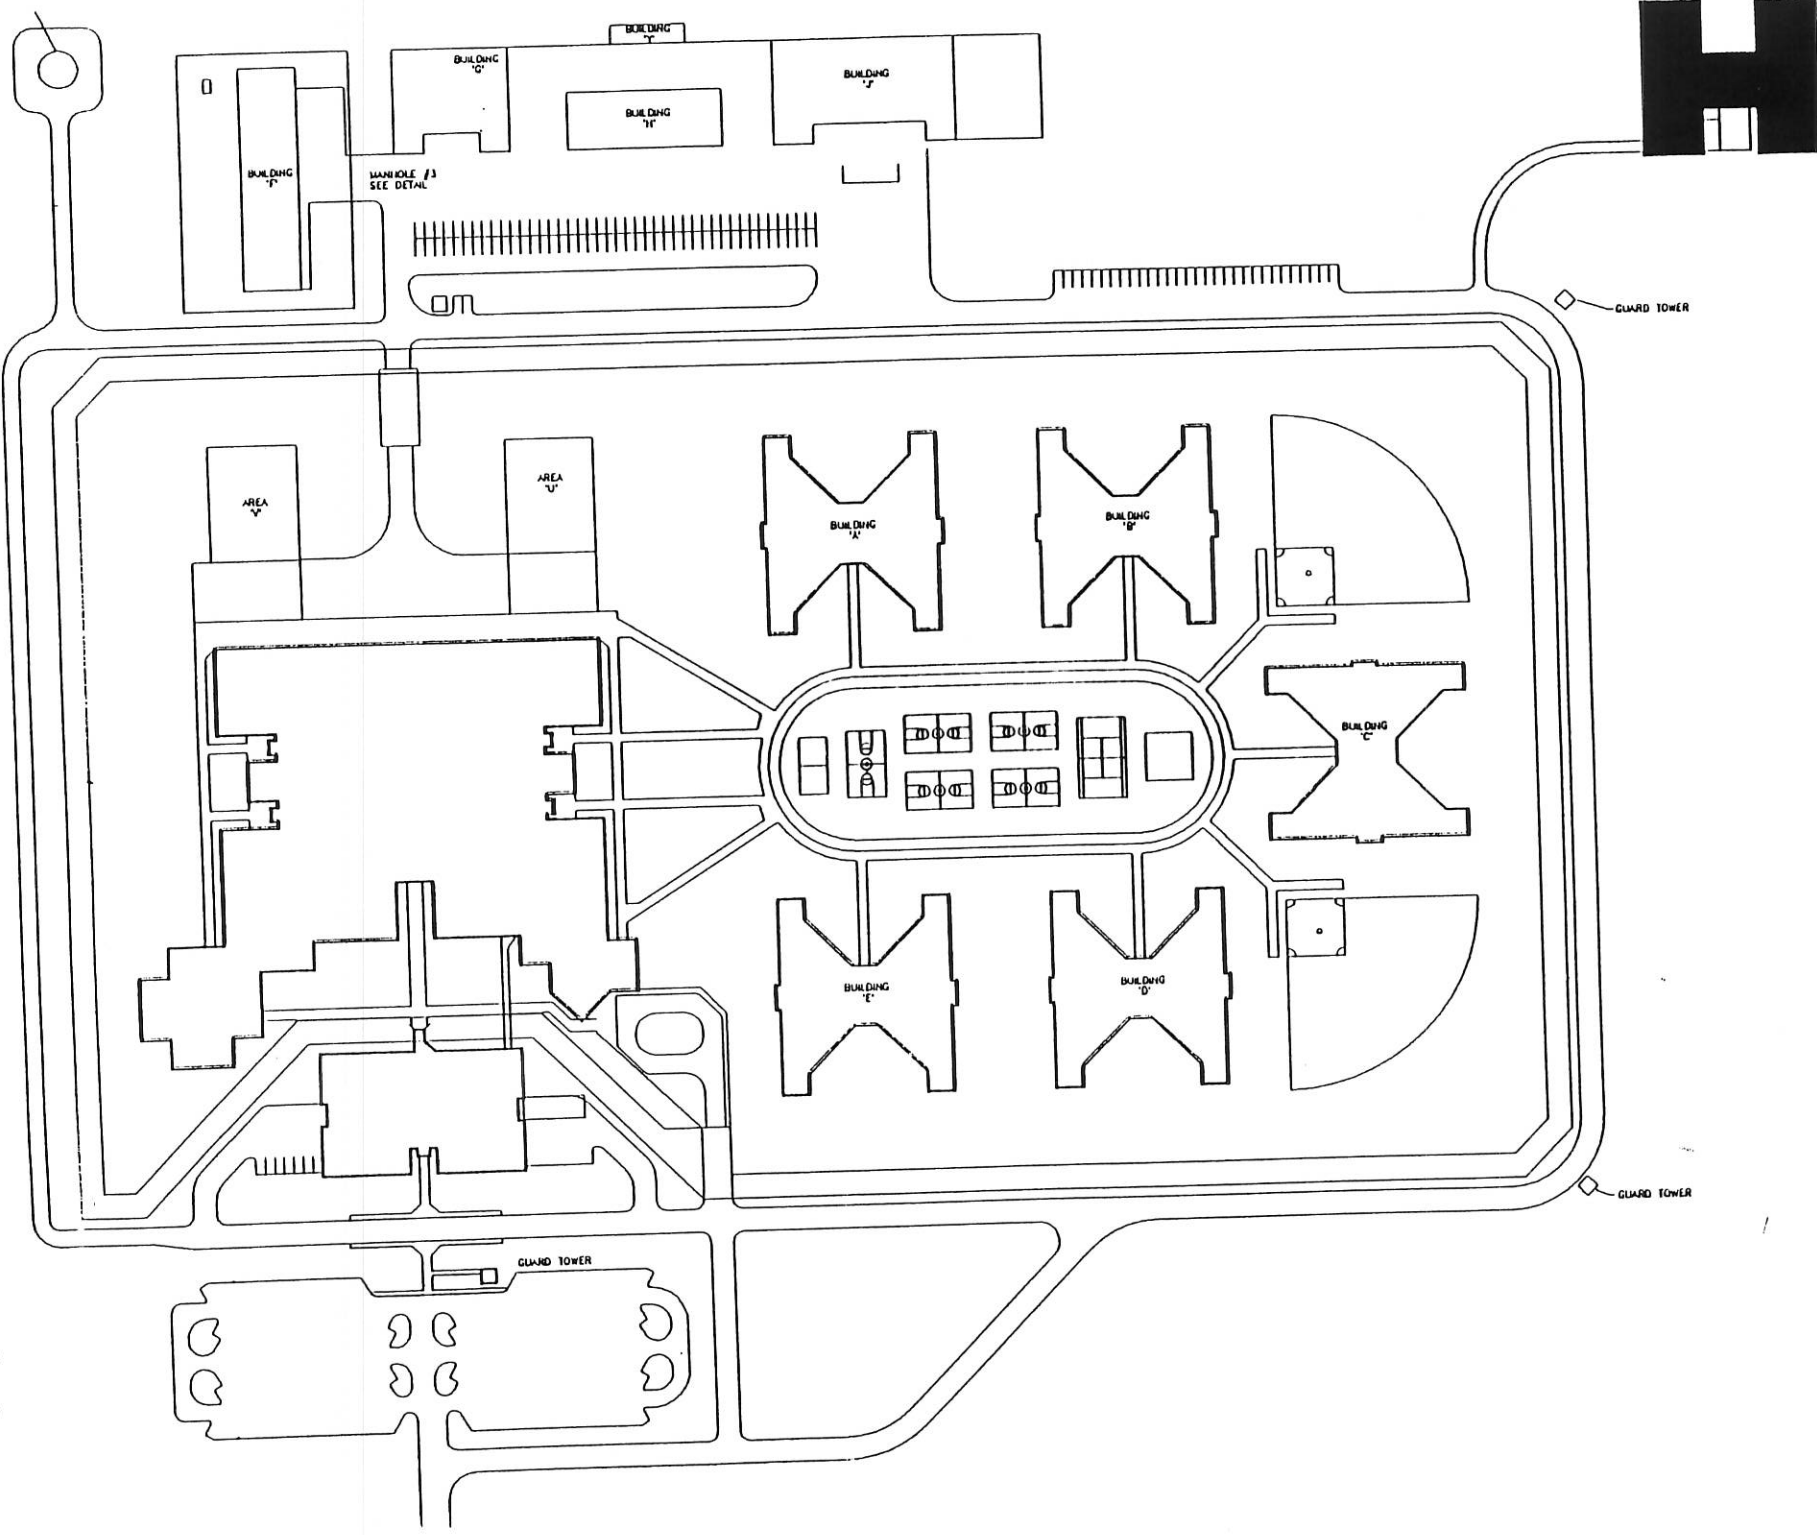 BUILDING
'Y'
BUILDING
'G'
BUILDING
'H'
BUILDING
'J'
BUILDING
'F'
MANHOLE #3
SEE DETAIL
GUARD TOWER
AREA
'V'
AREA
'U'
BUILDING
'A'
BUILDING
'B'
BUILDING
'C'
BUILDING
'E'
BUILDING
'D'
GUARD TOWER
GUARD TOWER